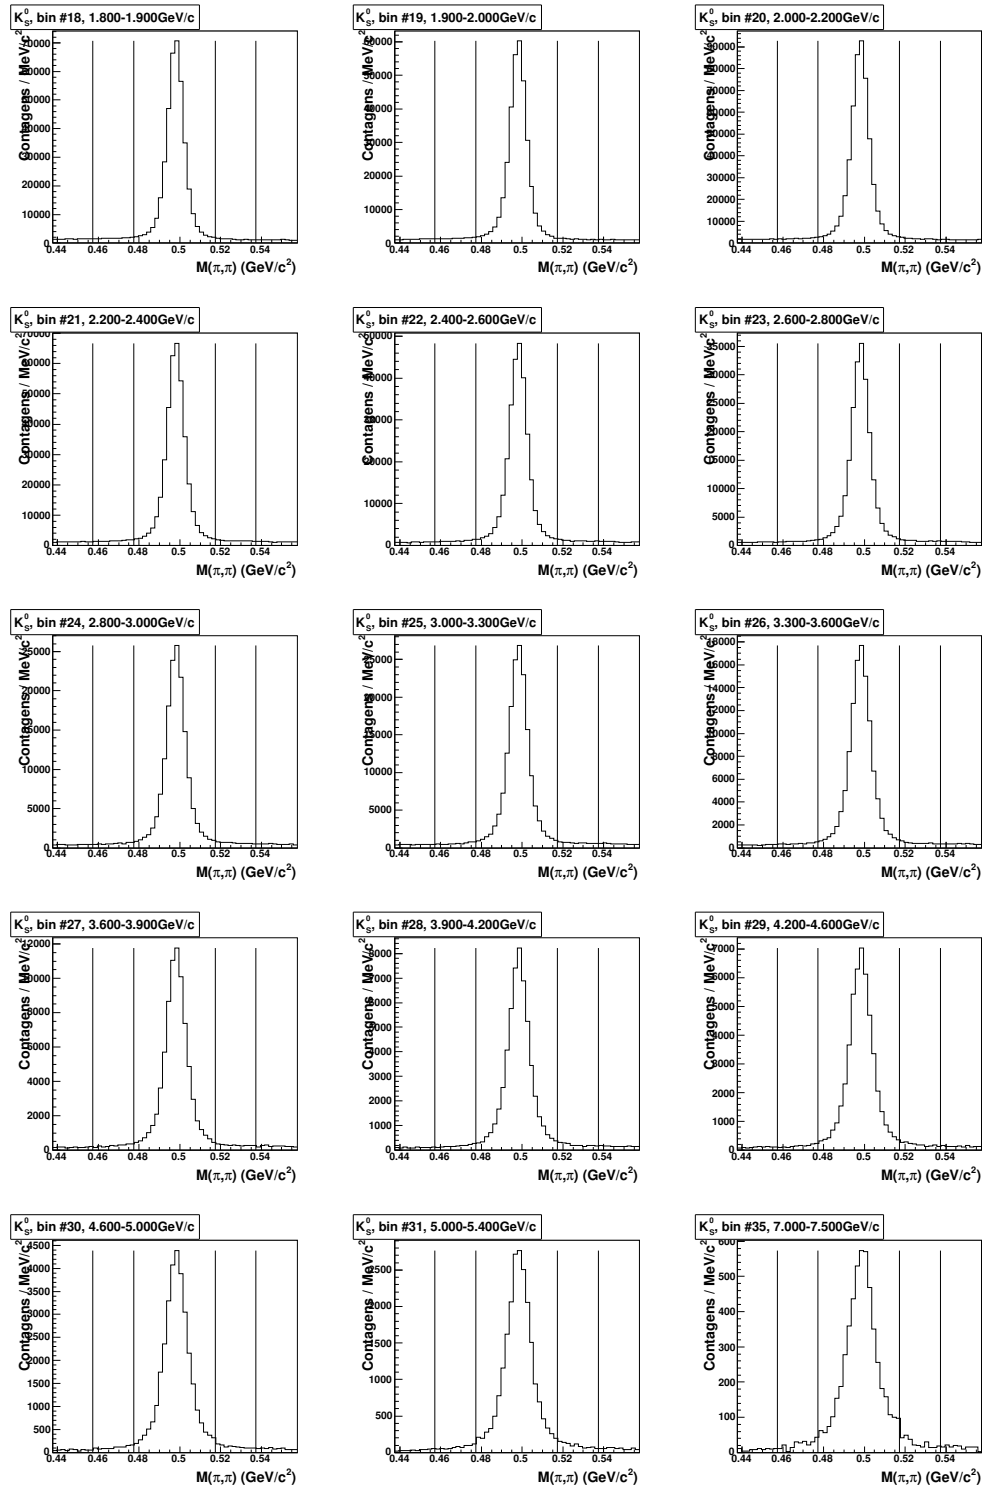 K⁰S, bin #18, 1.800-1.900GeV/c
Contagens / MeV/c²
10000
0
0.44 0.46 0.48 0.5 0.52 0.54
M(π,π) (GeV/c²)
K⁰S, bin #19, 1.900-2.000GeV/c
Contagens / MeV/c²
10000
0
0.44 0.46 0.48 0.5 0.52 0.54
M(π,π) (GeV/c²)
K⁰S, bin #20, 2.000-2.200GeV/c
Contagens / MeV/c²
10000
0
0.44 0.46 0.48 0.5 0.52 0.54
M(π,π) (GeV/c²)
K⁰S, bin #21, 2.200-2.400GeV/c
Contagens / MeV/c²
10000
0
0.44 0.46 0.48 0.5 0.52 0.54
M(π,π) (GeV/c²)
K⁰S, bin #22, 2.400-2.600GeV/c
Contagens / MeV/c²
10000
0
0.44 0.46 0.48 0.5 0.52 0.54
M(π,π) (GeV/c²)
K⁰S, bin #23, 2.600-2.800GeV/c
Contagens / MeV/c²
10000
5000
0
0.44 0.46 0.48 0.5 0.52 0.54
M(π,π) (GeV/c²)
K⁰S, bin #24, 2.800-3.000GeV/c
Contagens / MeV/c²
10000
5000
0
0.44 0.46 0.48 0.5 0.52 0.54
M(π,π) (GeV/c²)
K⁰S, bin #25, 3.000-3.300GeV/c
Contagens / MeV/c²
10000
5000
0
0.44 0.46 0.48 0.5 0.52 0.54
M(π,π) (GeV/c²)
K⁰S, bin #26, 3.300-3.600GeV/c
Contagens / MeV/c²
18000
6000
4000
2000
0
0.44 0.46 0.48 0.5 0.52 0.54
M(π,π) (GeV/c²)
K⁰S, bin #27, 3.600-3.900GeV/c
Contagens / MeV/c²
4000
2000
0
0.44 0.46 0.48 0.5 0.52 0.54
M(π,π) (GeV/c²)
K⁰S, bin #28, 3.900-4.200GeV/c
Contagens / MeV/c²
4000
3000
2000
1000
0
0.44 0.46 0.48 0.5 0.52 0.54
M(π,π) (GeV/c²)
K⁰S, bin #29, 4.200-4.600GeV/c
Contagens / MeV/c²
7000
3000
2000
1000
0
0.44 0.46 0.48 0.5 0.52 0.54
M(π,π) (GeV/c²)
K⁰S, bin #30, 4.600-5.000GeV/c
Contagens / MeV/c²
4500
1500
1000
500
0
0.44 0.46 0.48 0.5 0.52 0.54
M(π,π) (GeV/c²)
K⁰S, bin #31, 5.000-5.400GeV/c
Contagens / MeV/c²
1000
500
0
0.44 0.46 0.48 0.5 0.52 0.54
M(π,π) (GeV/c²)
K⁰S, bin #35, 7.000-7.500GeV/c
Contagens / MeV/c²
600
500
400
300
200
100
0
0.44 0.46 0.48 0.5 0.52 0.54
M(π,π) (GeV/c²)